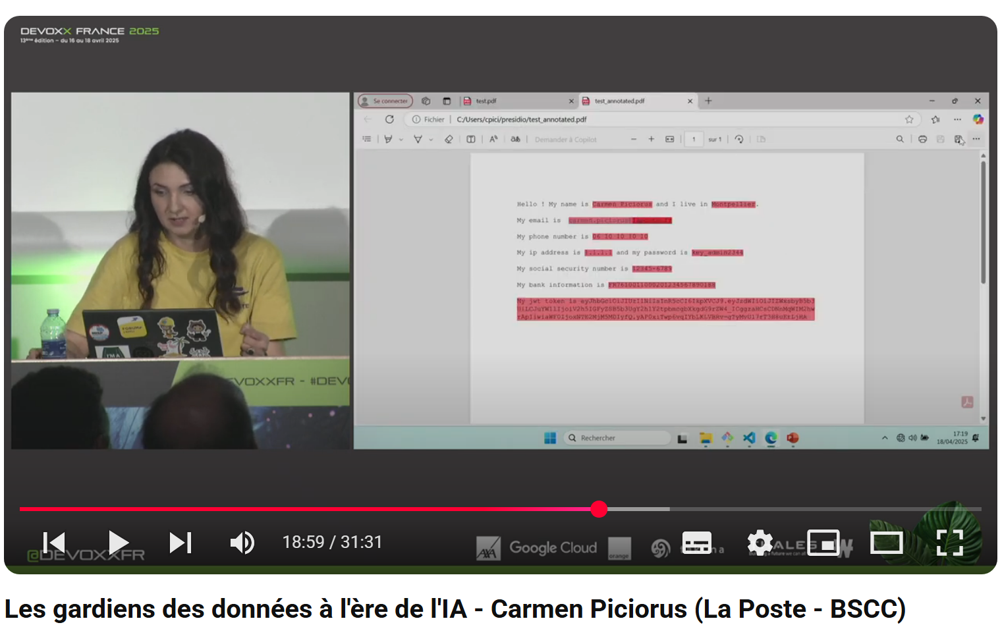 DEVOXX FRANCE 2025
13ème édition – du 16 au 18 avril 2025
Se connecter
test.pdf
test_annotated.pdf
Fichier
C:/Users/cpici/presidio/test_annotated.pdf
Demander à Copilot
1
sur 1
Hello ! My name is Carmen Piciorus and I live in Montpellier.
My email is
My phone number is 06 10 10 10 10
My ip address is 1.1.1.1 and my password is key_admin2344
My social security number is 12345-6789
My bank information is
My jwt token is
FORUMS
I'M A
VOXXFR - #DEV
Rechercher
17:19
18/04/2025
18:59 / 31:31
@DEVOXXFR
AXA
Google Cloud
orange
ALES
Les gardiens des données à l'ère de l'IA - Carmen Piciorus (La Poste - BSCC)